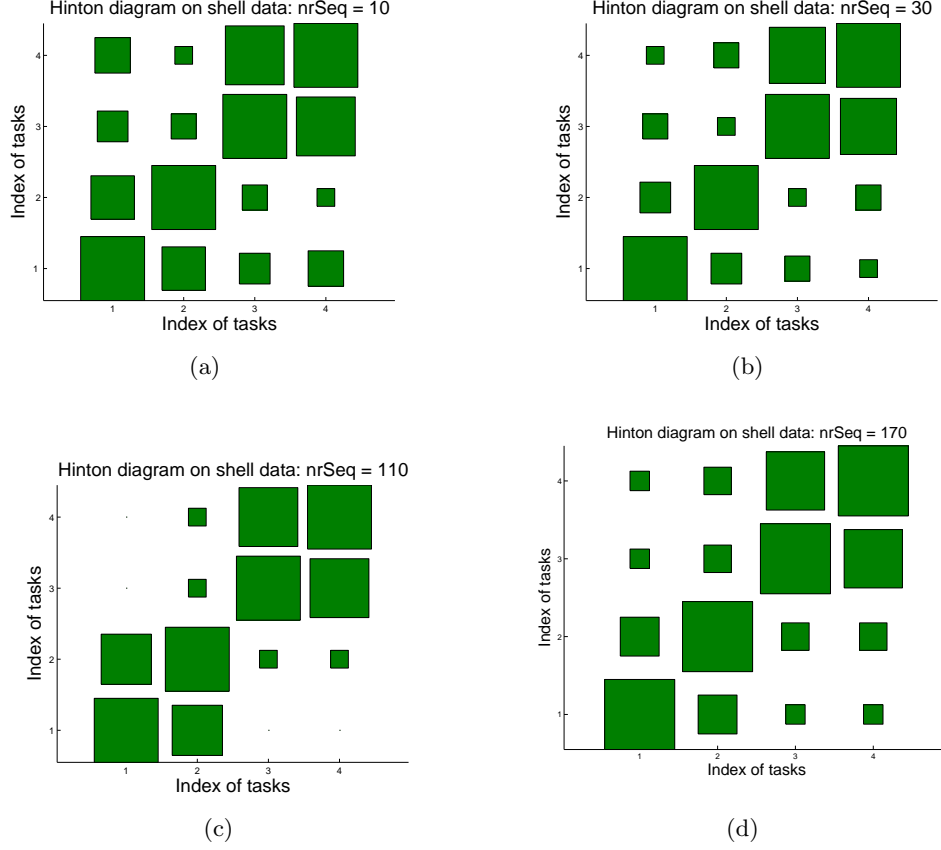 Hinton diagram on shell data: nrSeq = 10
4
3
2
1
Index of tasks
1 2 3 4
Index of tasks
(a)
Hinton diagram on shell data: nrSeq = 30
4
3
2
1
Index of tasks
1 2 3 4
Index of tasks
(b)
Hinton diagram on shell data: nrSeq = 110
4
3
2
1
Index of tasks
1 2 3 4
Index of tasks
(c)
Hinton diagram on shell data: nrSeq = 170
4
3
2
1
Index of tasks
1 2 3 4
Index of tasks
(d)